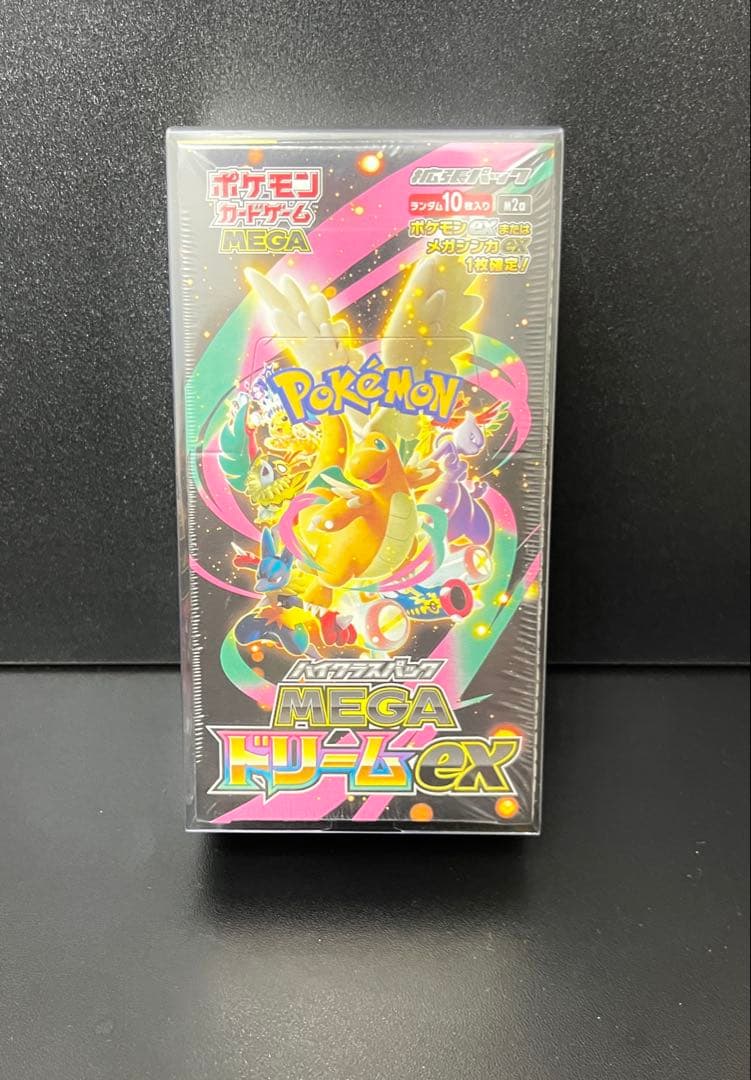 ポケモン
カードゲーム
MEGA
拡張パック
ランダム10枚入り
M2a
ポケモンexまたは
メガシンカex
1枚確定!
POKéMON
ハイクラスパック
MEGA
ドリームex